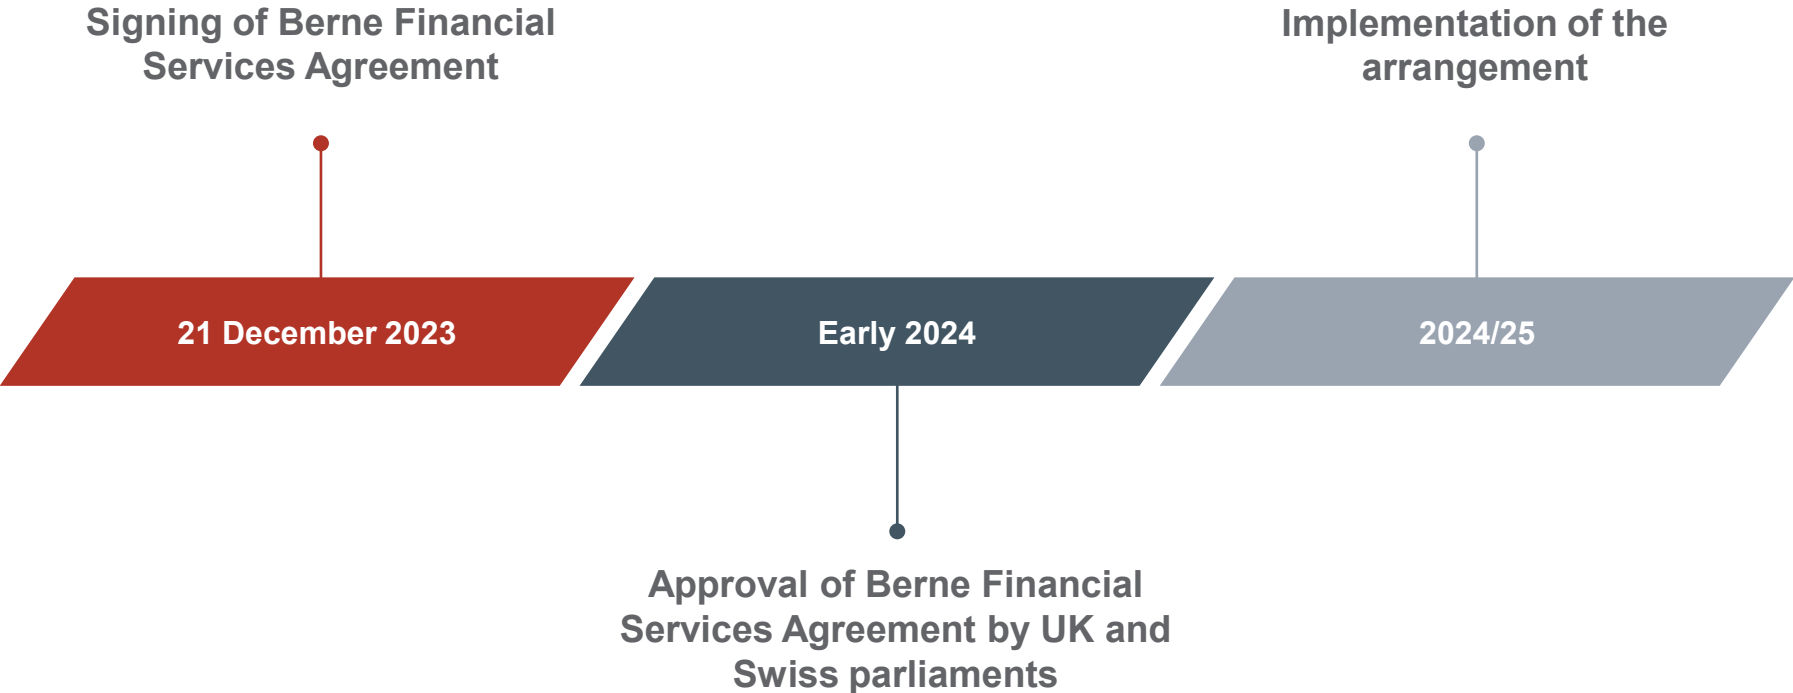 Signing of Berne Financial
Services Agreement
Implementation of the
arrangement
21 December 2023
Early 2024
2024/25
Approval of Berne Financial
Services Agreement by UK and
Swiss parliaments